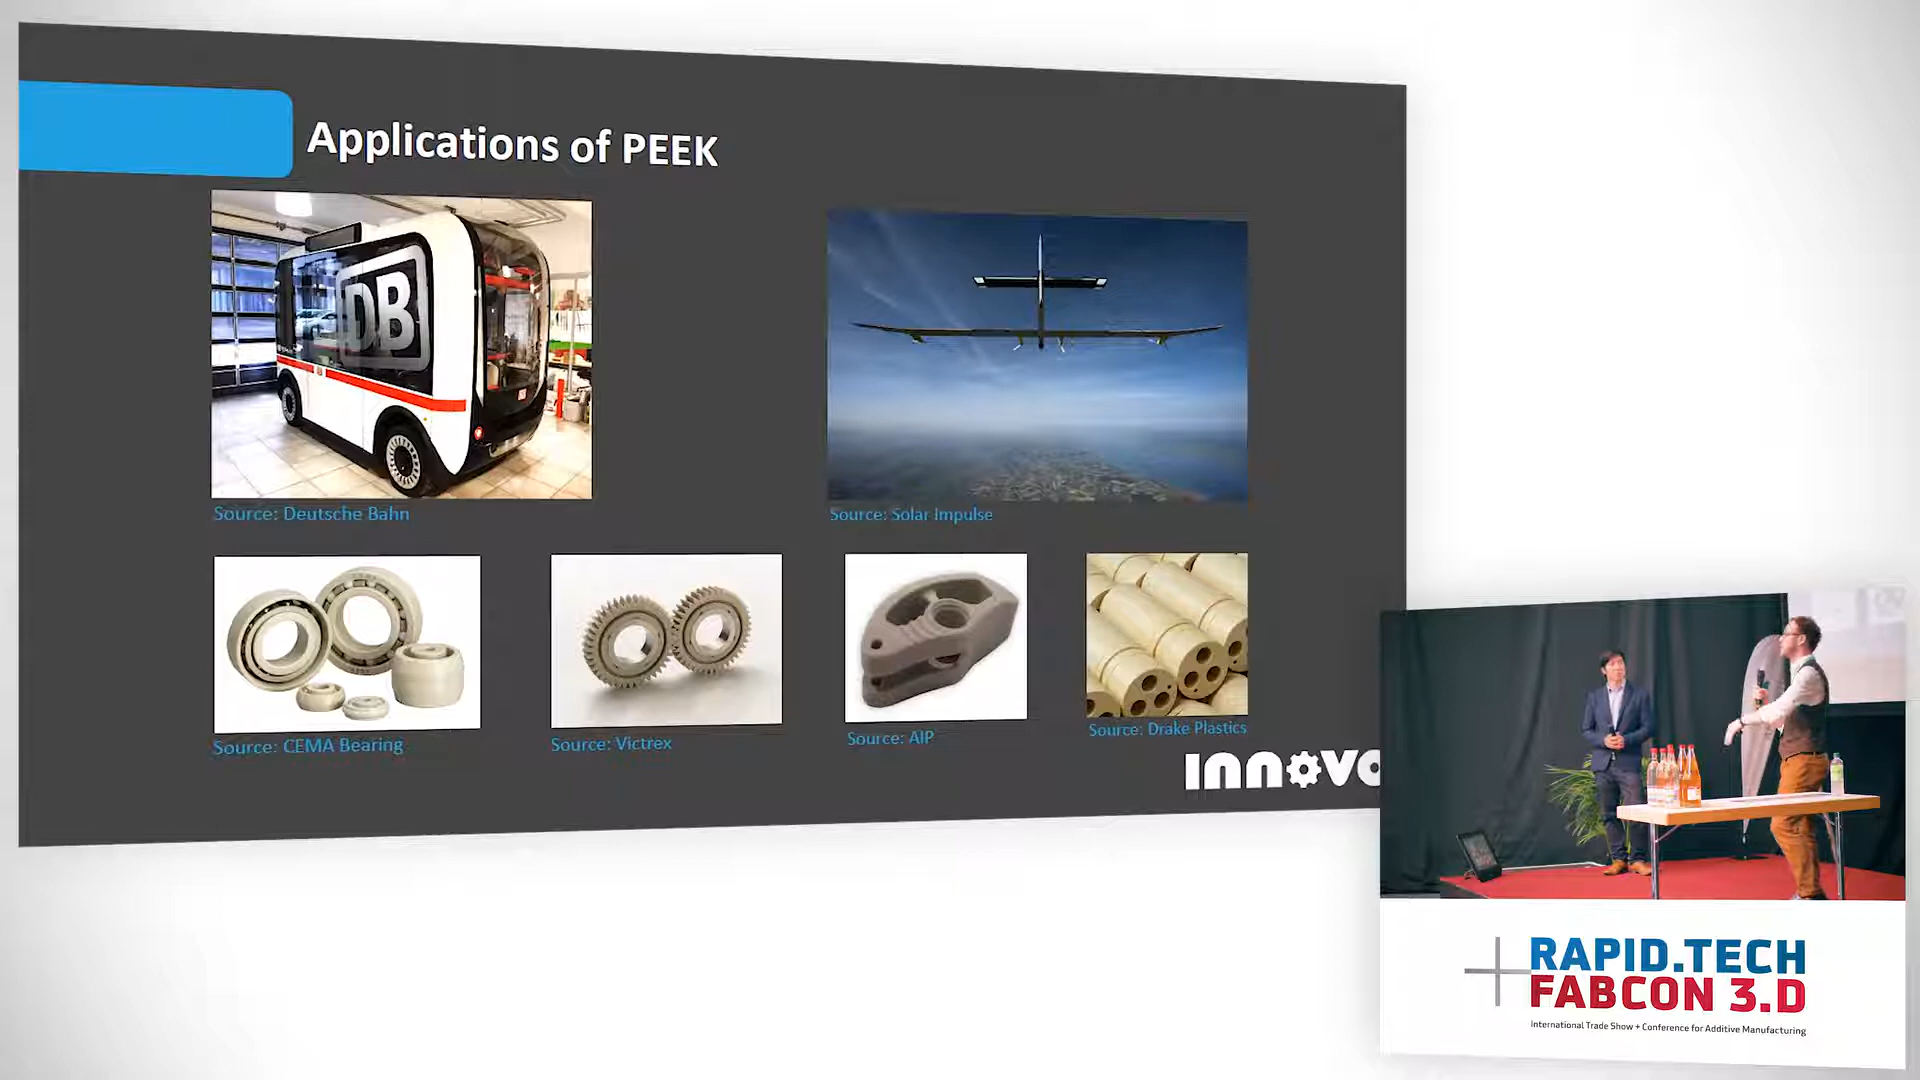 Applications of PEEK
DB
Source: Deutsche Bahn
Source: Solar Impulse
Source: CEMA Bearing
Source: Victrex
Source: AIP
Source: Drake Plastics
INNOVA
RAPID.TECH
FABCON 3.D
International Trade Show + Conference for Additive Manufacturing